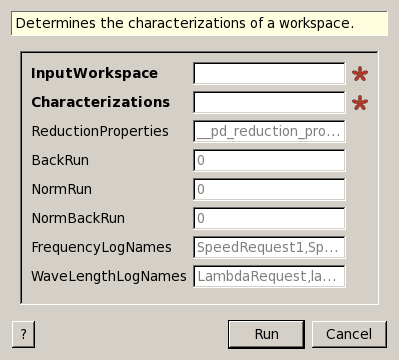 Determines the characterizations of a workspace.
InputWorkspace
Characterizations
ReductionProperties __pd_reduction_pro...
BackRun 0
NormRun 0
NormBackRun 0
FrequencyLogNames SpeedRequest1,Sp...
WaveLengthLogNames LambdaRequest,la...
? Run Cancel